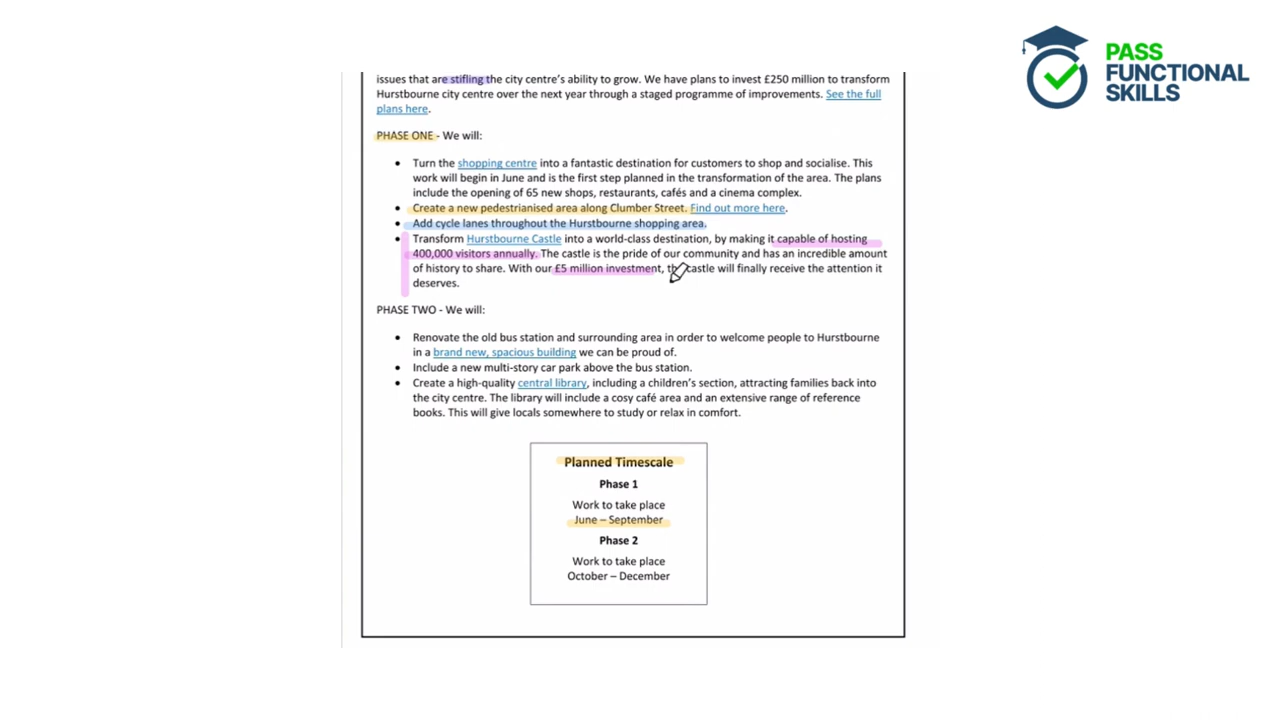 PASS
FUNCTIONAL
SKILLS
issues that are stifling the city centre's ability to grow. We have plans to invest £250 million to transform
Hurstbourne city centre over the next year through a staged programme of improvements. See the full
plans here.
PHASE ONE - We will:
• Turn the shopping centre into a fantastic destination for customers to shop and socialise. This
work will begin in June and is the first step planned in the transformation of the area. The plans
include the opening of 65 new shops, restaurants, cafés and a cinema complex.
• Create a new pedestrianised area along Clumber Street. Find out more here.
• Add cycle lanes throughout the Hurstbourne shopping area.
• Transform Hurstbourne Castle into a world-class destination, by making it capable of hosting
400,000 visitors annually. The castle is the pride of our community and has an incredible amount
of history to share. With our £5 million investment, castle will finally receive the attention it
deserves.
PHASE TWO - We will:
• Renovate the old bus station and surrounding area in order to welcome people to Hurstbourne
in a brand new, spacious building we can be proud of.
• Include a new multi-story car park above the bus station.
• Create a high-quality central library, including a children's section, attracting families back into
the city centre. The library will include a cosy café area and an extensive range of reference
books. This will give locals somewhere to study or relax in comfort.
Planned Timescale
Phase 1
Work to take place
June – September
Phase 2
Work to take place
October – December